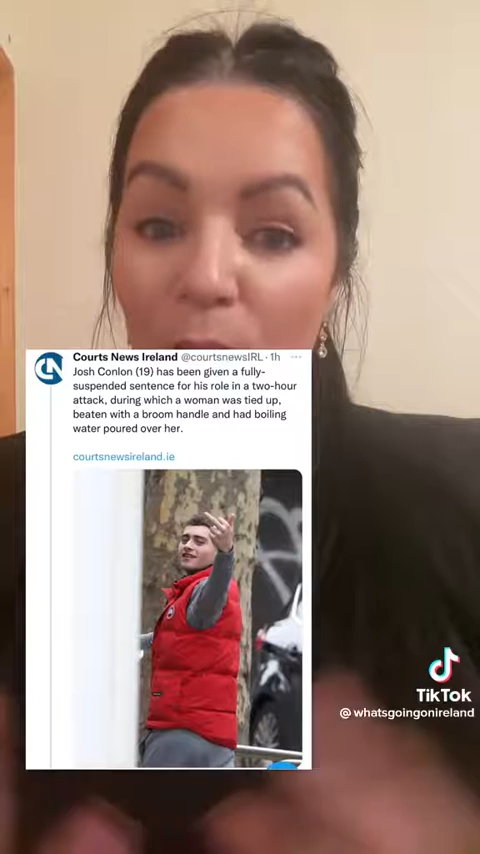 CN
Courts News Ireland @courtsnewsIRL · 1h ···
Josh Conlon (19) has been given a fully-
suspended sentence for his role in a two-hour
attack, during which a woman was tied up,
beaten with a broom handle and had boiling
water poured over her.
courtsnewsireland.ie
TikTok
@whatsgoingonireland